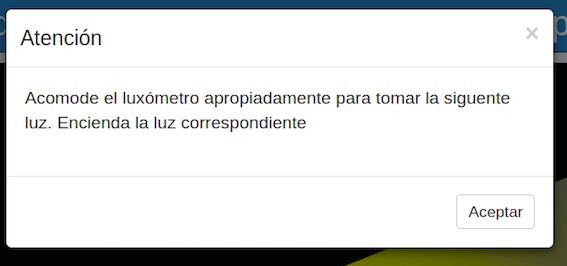 Atención
×
Acomode el luxómetro apropiadamente para tomar la siguente
luz. Encienda la luz correspondiente
Aceptar